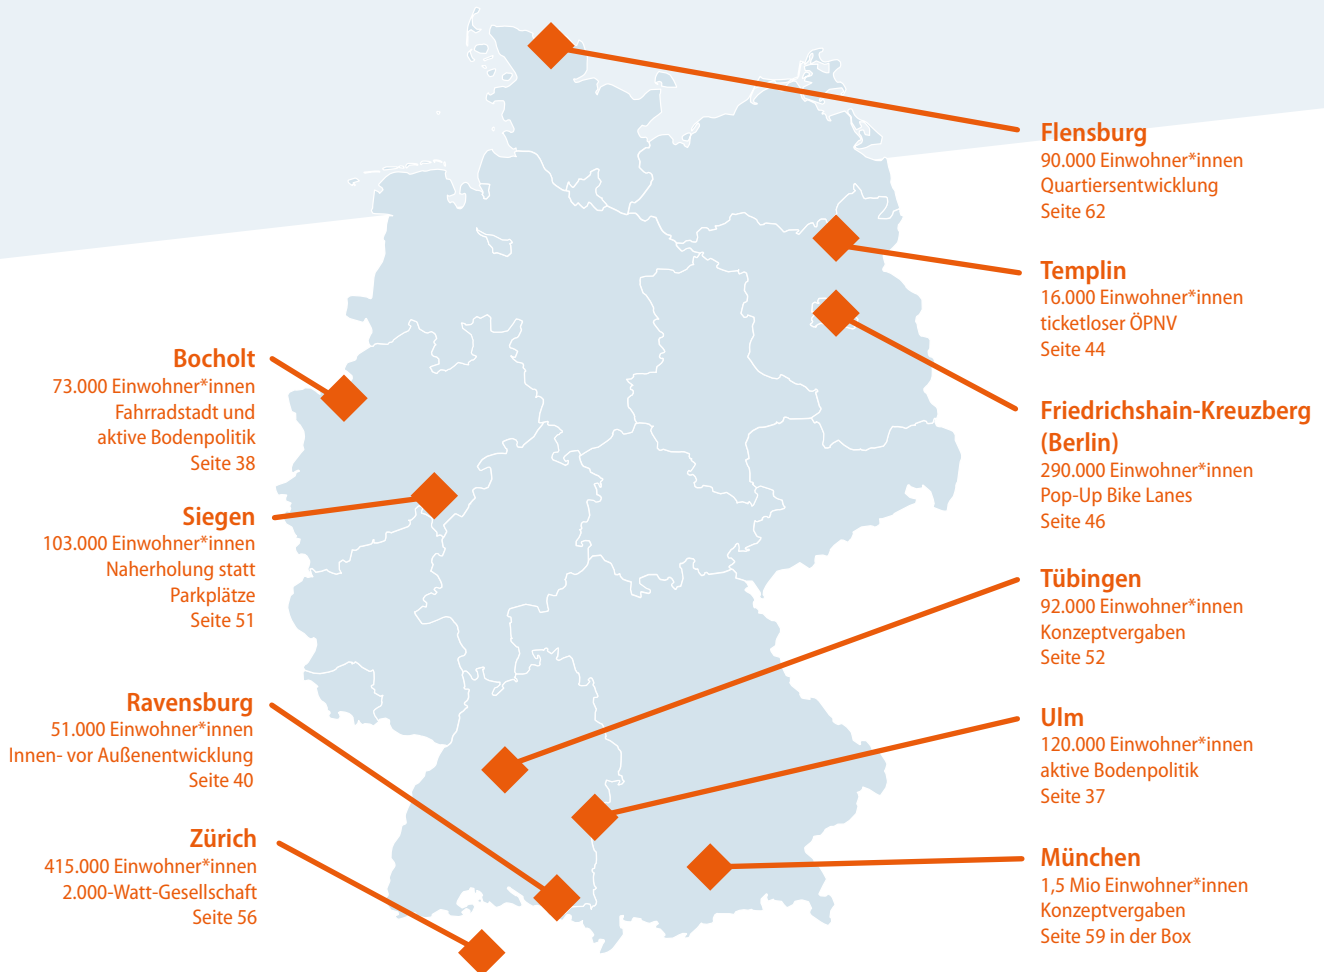 Flensburg
90.000 Einwohner*innen
Quartiersentwicklung
Seite 62
Templin
16.000 Einwohner*innen
ticketloser ÖPNV
Seite 44
Friedrichshain-Kreuzberg
(Berlin)
290.000 Einwohner*innen
Pop-Up Bike Lanes
Seite 46
Tübingen
92.000 Einwohner*innen
Konzeptvergaben
Seite 52
Ulm
120.000 Einwohner*innen
aktive Bodenpolitik
Seite 37
München
1,5 Mio Einwohner*innen
Konzeptvergaben
Seite 59 in der Box
Bocholt
73.000 Einwohner*innen
Fahrradstadt und
aktive Bodenpolitik
Seite 38
Siegen
103.000 Einwohner*innen
Naherholung statt
Parkplätze
Seite 51
Ravensburg
51.000 Einwohner*innen
Innen- vor Außenentwicklung
Seite 40
Zürich
415.000 Einwohner*innen
2.000-Watt-Gesellschaft
Seite 56